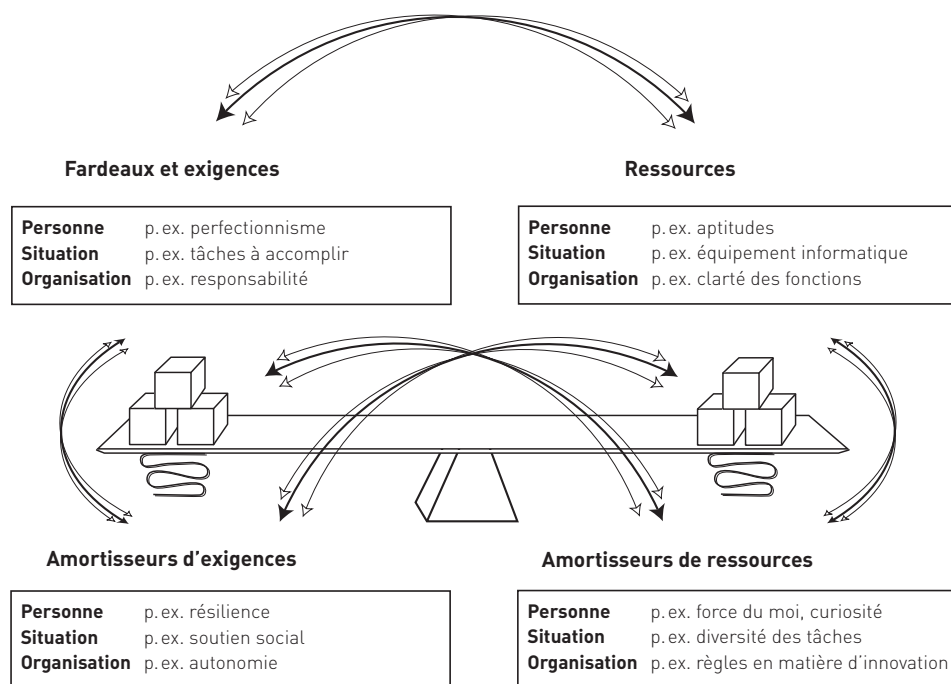 Fardeaux et exigences
Personne p. ex. perfectionnisme
Situation p. ex. tâches à accomplir
Organisation p. ex. responsabilité
Ressources
Personne p. ex. aptitudes
Situation p. ex. équipement informatique
Organisation p. ex. clarté des fonctions
Amortisseurs d'exigences
Personne p. ex. résilience
Situation p. ex. soutien social
Organisation p. ex. autonomie
Amortisseurs de ressources
Personne p. ex. force du moi, curiosité
Situation p. ex. diversité des tâches
Organisation p. ex. règles en matière d'innovation